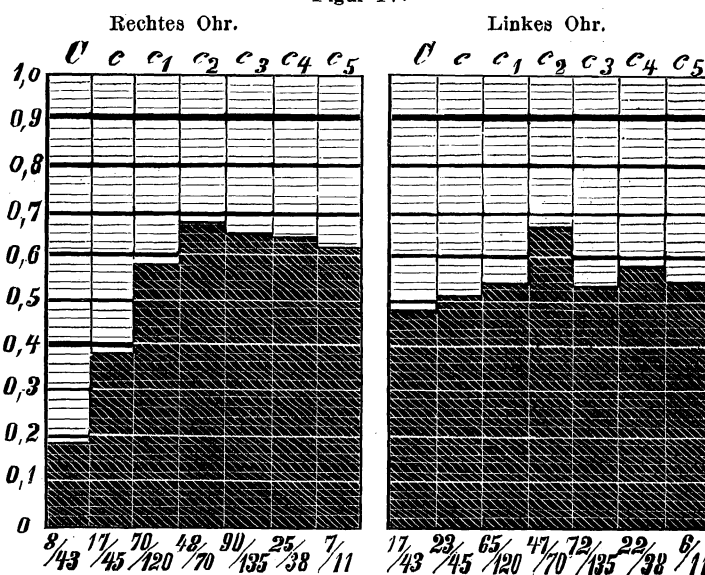 Rechtes Ohr.
C c c1 c2 c3 c4 c5
1,0
0,9
0,8
0,7
0,6
0,5
0,4
0,3
0,2
0,1
0
8/43 17/45 70/120 48/70 90/135 25/38 7/11
Linkes Ohr.
C c c1 c2 c3 c4 c5
17/43 23/45 65/120 47/70 72/135 22/38 6/11